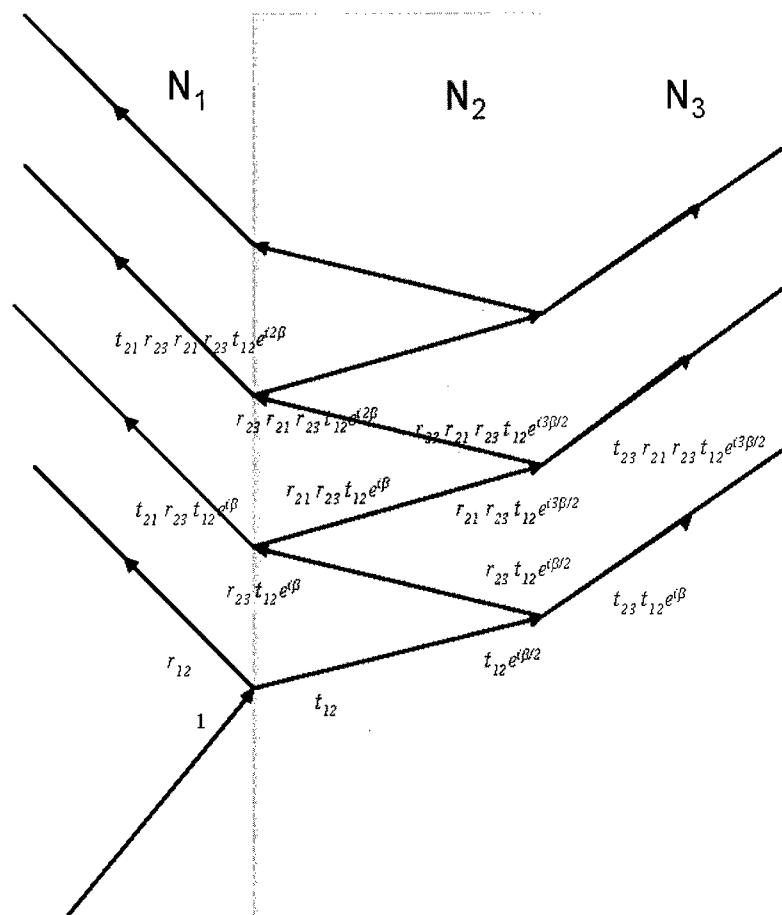 N₁ N₂ N₃
t₂₁ r₂₃ r₂₁ r₂₃ t₁₂ e^{i2β}
r₂₃ r₂₁ r₂₃ t₁₂ e^{i2β} r₂₃ r₂₁ r₂₃ t₁₂ e^{i3β/2} t₂₃ r₂₁ r₂₃ t₁₂ e^{i3β/2}
t₂₁ r₂₃ t₁₂ e^{iβ} r₂₁ r₂₃ t₁₂ e^{iβ} r₂₁ r₂₃ t₁₂ e^{i3β/2}
r₂₃ t₁₂ e^{iβ} r₂₃ t₁₂ e^{iβ/2} t₂₃ t₁₂ e^{iβ}
r₁₂ t₁₂ e^{iβ/2}
1 t₁₂